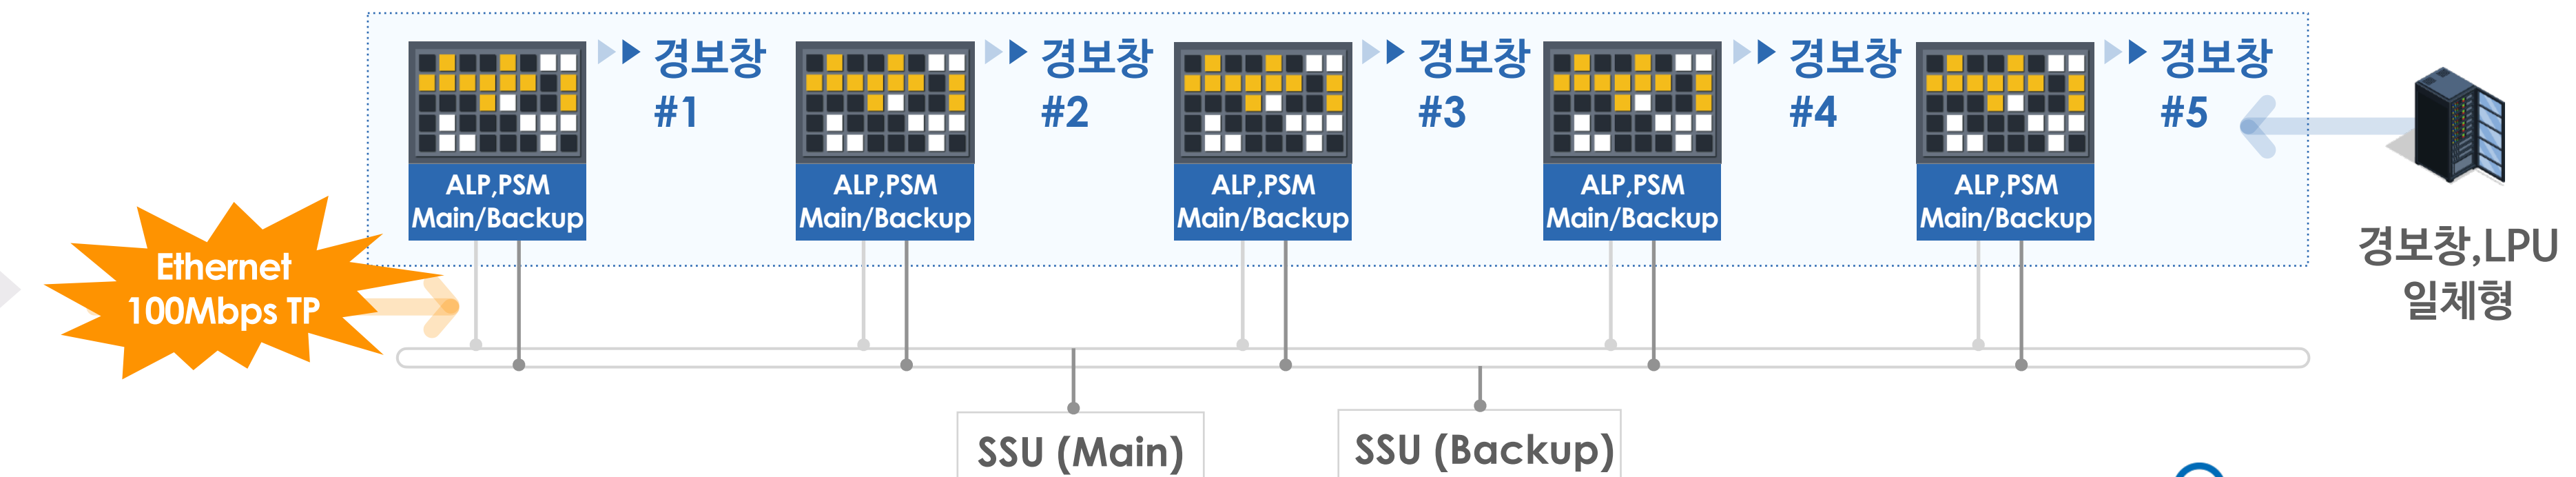 경보창
#1
경보창
#2
경보창
#3
경보창
#4
경보창
#5
ALP,PSM
Main/Backup
ALP,PSM
Main/Backup
ALP,PSM
Main/Backup
ALP,PSM
Main/Backup
ALP,PSM
Main/Backup
Ethernet
100Mbps TP
경보창,LPU
일체형
SSU (Main)
SSU (Backup)